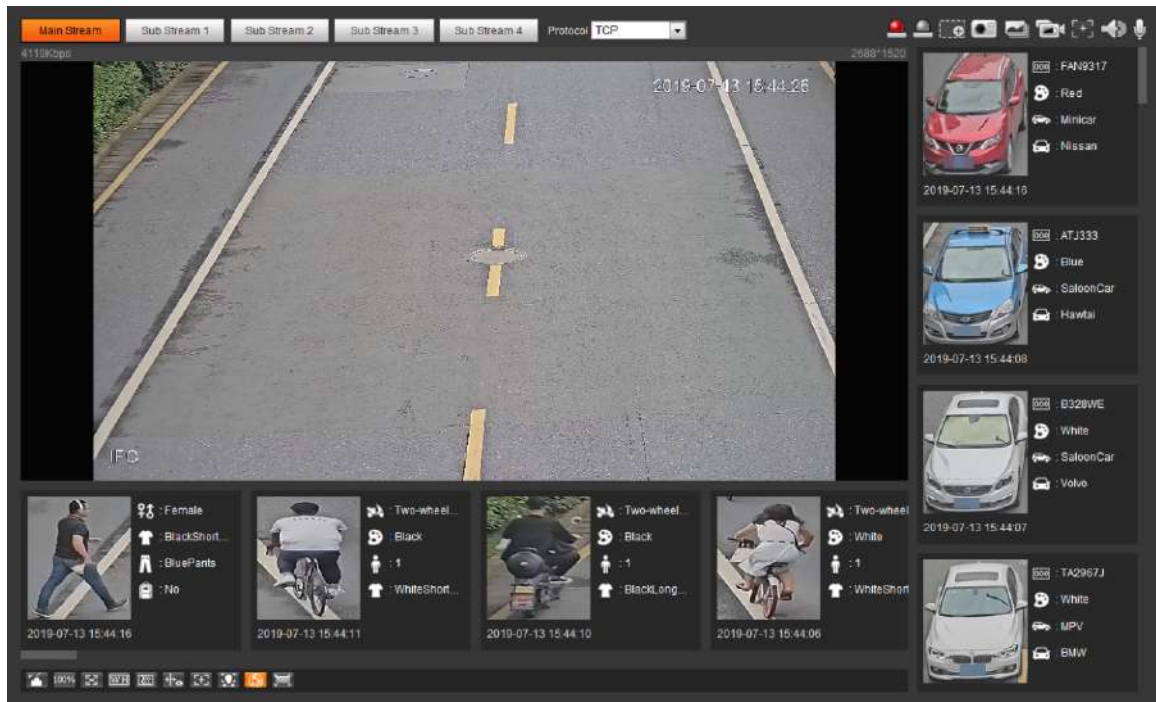 Main Stream
Sub Stream 1
Sub Stream 2
Sub Stream 3
Sub Stream 4
Protocol TCP
4119Kbps
2688*1520
2019-07-13 15:44:26
IFC
: FAN9317
: Red
: Minicar
: Nissan
2019-07-13 15:44:16
: ATJ333
: Blue
: SaloonCar
: Hawtai
2019-07-13 15:44:08
: B328WE
: White
: SaloonCar
: Volvo
2019-07-13 15:44:07
: TA2967J
: White
: MPV
: BMW
: Female
: BlackShort...
: BluePants
: No
2019-07-13 15:44:16
: Two-wheel...
: Black
: 1
: WhiteShort...
2019-07-13 15:44:11
: Two-wheel...
: Black
: 1
: BlackLong...
2019-07-13 15:44:10
: Two-wheel
: White
: 1
: WhiteShort
2019-07-13 15:44:06
100%
W:H